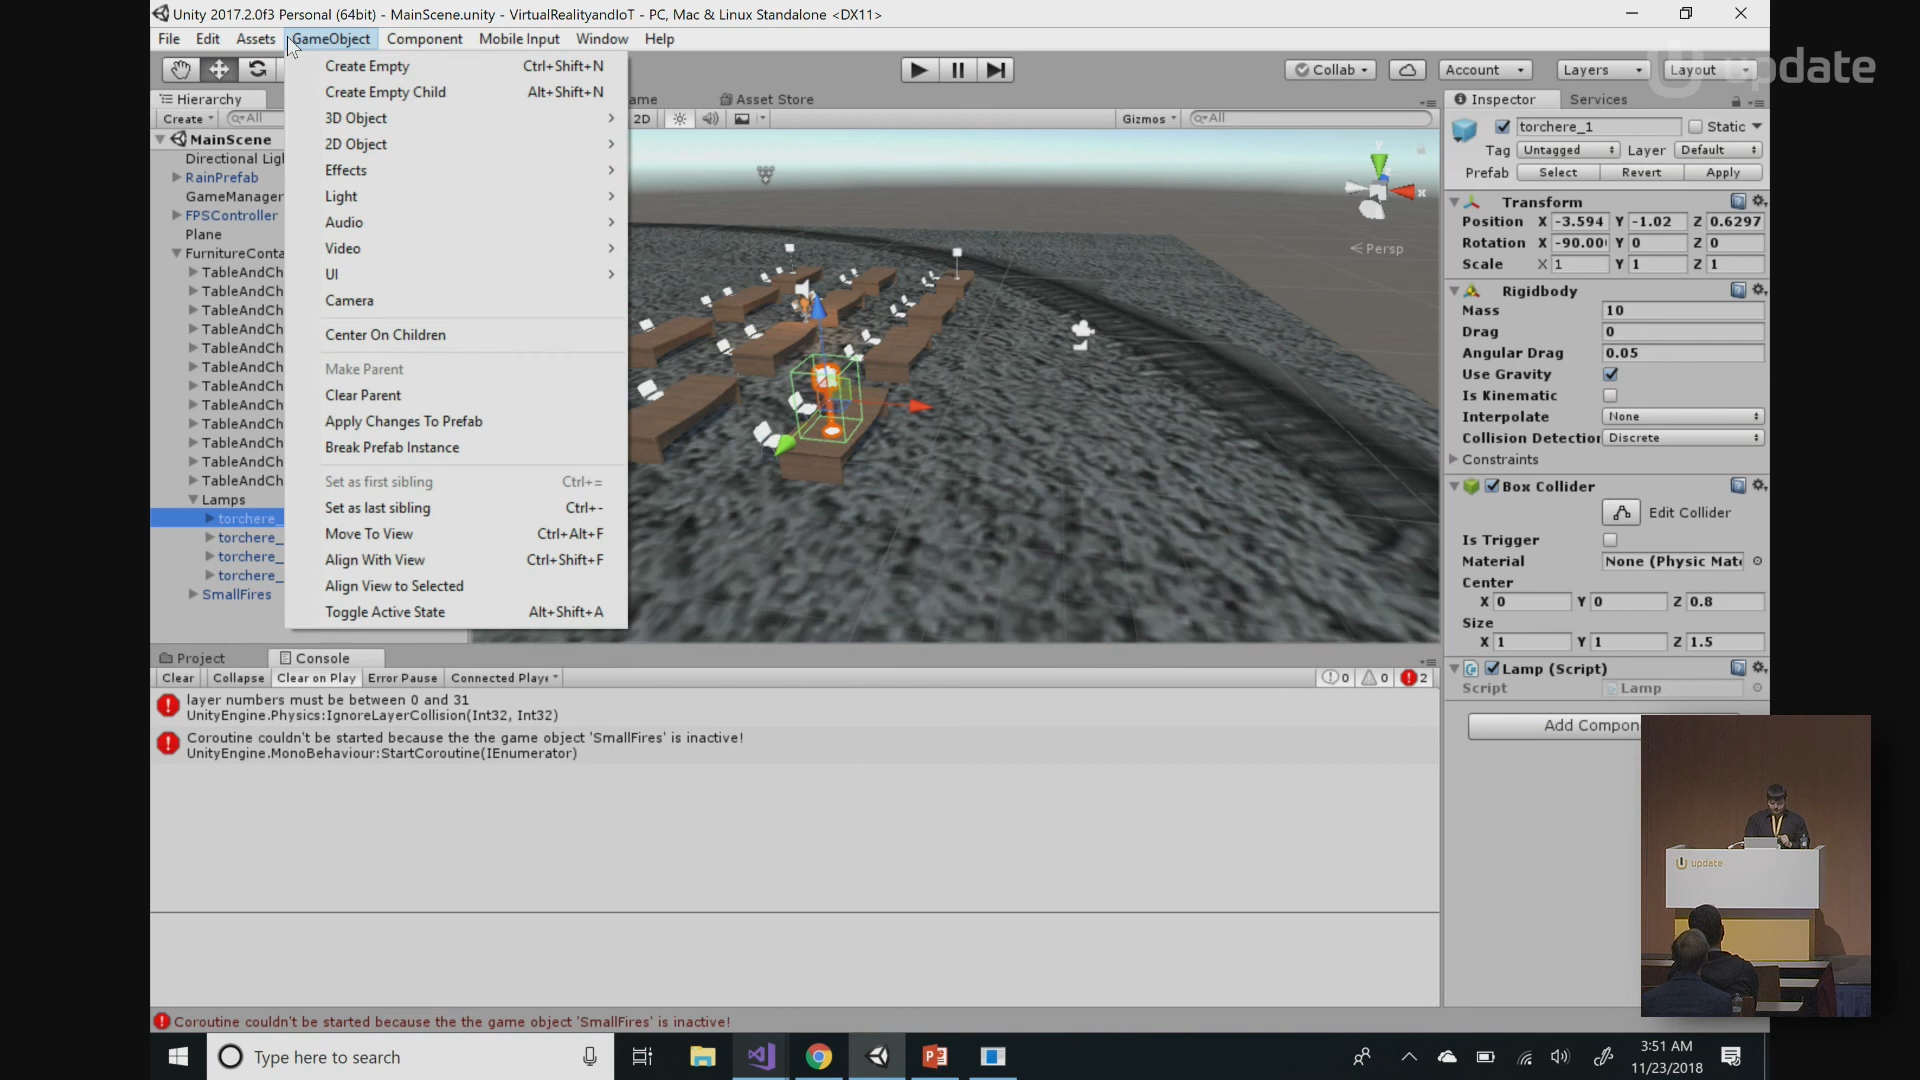 Unity 2017.2.0f3 Personal (64bit) - MainScene.unity - VirtualRealityandIoT - PC, Mac & Linux Standalone <DX11>
File Edit Assets GameObject Component Mobile Input Window Help
Collab Account Layers Layout
update
Hierarchy
Create All
MainScene
Directional Lig
RainPrefab
GameManager
FPSController
Plane
FurnitureConta
TableAndCh
TableAndCh
TableAndCh
TableAndCh
TableAndCh
TableAndCh
TableAndCh
TableAndCh
TableAndCh
TableAndCh
TableAndCh
TableAndCh
Lamps
torchere_
torchere_
torchere_
torchere_
SmallFires
Create Empty Ctrl+Shift+N
Create Empty Child Alt+Shift+N
3D Object
2D Object
Effects
Light
Audio
Video
UI
Camera
Center On Children
Make Parent
Clear Parent
Apply Changes To Prefab
Break Prefab Instance
Set as first sibling Ctrl+=
Set as last sibling Ctrl+-
Move To View Ctrl+Alt+F
Align With View Ctrl+Shift+F
Align View to Selected
Toggle Active State Alt+Shift+A
ame Asset Store
2D Gizmos All
y
x
Persp
Inspector Services
torchere_1 Static
Tag Untagged Layer Default
Prefab Select Revert Apply
Transform
Position X -3.594 Y -1.02 Z 0.6297
Rotation X -90.00 Y 0 Z 0
Scale X 1 Y 1 Z 1
Rigidbody
Mass 10
Drag 0
Angular Drag 0.05
Use Gravity
Is Kinematic
Interpolate None
Collision Detection Discrete
Constraints
Box Collider
Edit Collider
Is Trigger
Material None (Physic Mate
Center
X 0 Y 0 Z 0.8
Size
X 1 Y 1 Z 1.5
Lamp (Script)
Script Lamp
Add Compon
Project Console
Clear Collapse Clear on Play Error Pause Connected Playe 0 0 2
layer numbers must be between 0 and 31
UnityEngine.Physics:IgnoreLayerCollision(Int32, Int32)
Coroutine couldn't be started because the the game object 'SmallFires' is inactive!
UnityEngine.MonoBehaviour:StartCoroutine(IEnumerator)
update
Coroutine couldn't be started because the the game object 'SmallFires' is inactive!
Type here to search
3:51 AM
11/23/2018